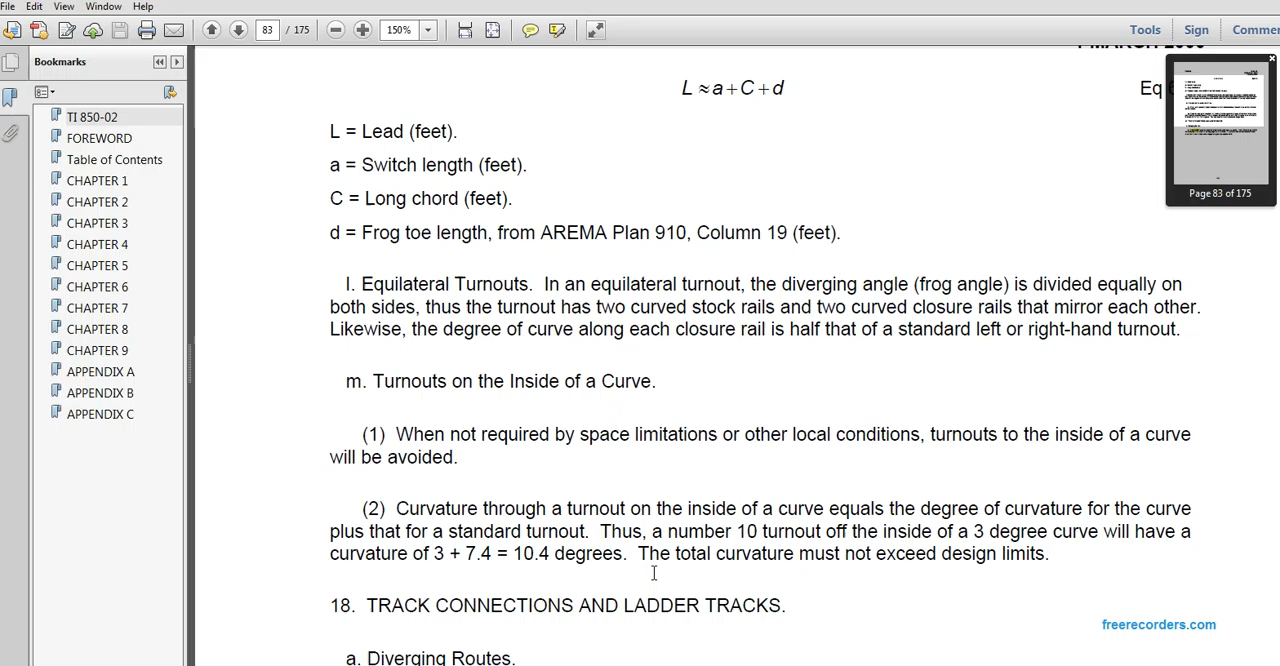 File Edit View Window Help
83 / 175 150% Tools Sign Commer
Bookmarks
TI 850-02
FOREWORD
Table of Contents
CHAPTER 1
CHAPTER 2
CHAPTER 3
CHAPTER 4
CHAPTER 5
CHAPTER 6
CHAPTER 7
CHAPTER 8
CHAPTER 9
APPENDIX A
APPENDIX B
APPENDIX C
L ≈ a + C + d Eq 6
L = Lead (feet).
a = Switch length (feet).
C = Long chord (feet).
d = Frog toe length, from AREMA Plan 910, Column 19 (feet).
l. Equilateral Turnouts. In an equilateral turnout, the diverging angle (frog angle) is divided equally on
both sides, thus the turnout has two curved stock rails and two curved closure rails that mirror each other.
Likewise, the degree of curve along each closure rail is half that of a standard left or right-hand turnout.
m. Turnouts on the Inside of a Curve.
(1) When not required by space limitations or other local conditions, turnouts to the inside of a curve
will be avoided.
(2) Curvature through a turnout on the inside of a curve equals the degree of curvature for the curve
plus that for a standard turnout. Thus, a number 10 turnout off the inside of a 3 degree curve will have a
curvature of 3 + 7.4 = 10.4 degrees. The total curvature must not exceed design limits.
18. TRACK CONNECTIONS AND LADDER TRACKS.
a. Diverging Routes.
Page 83 of 175
freerecorders.com